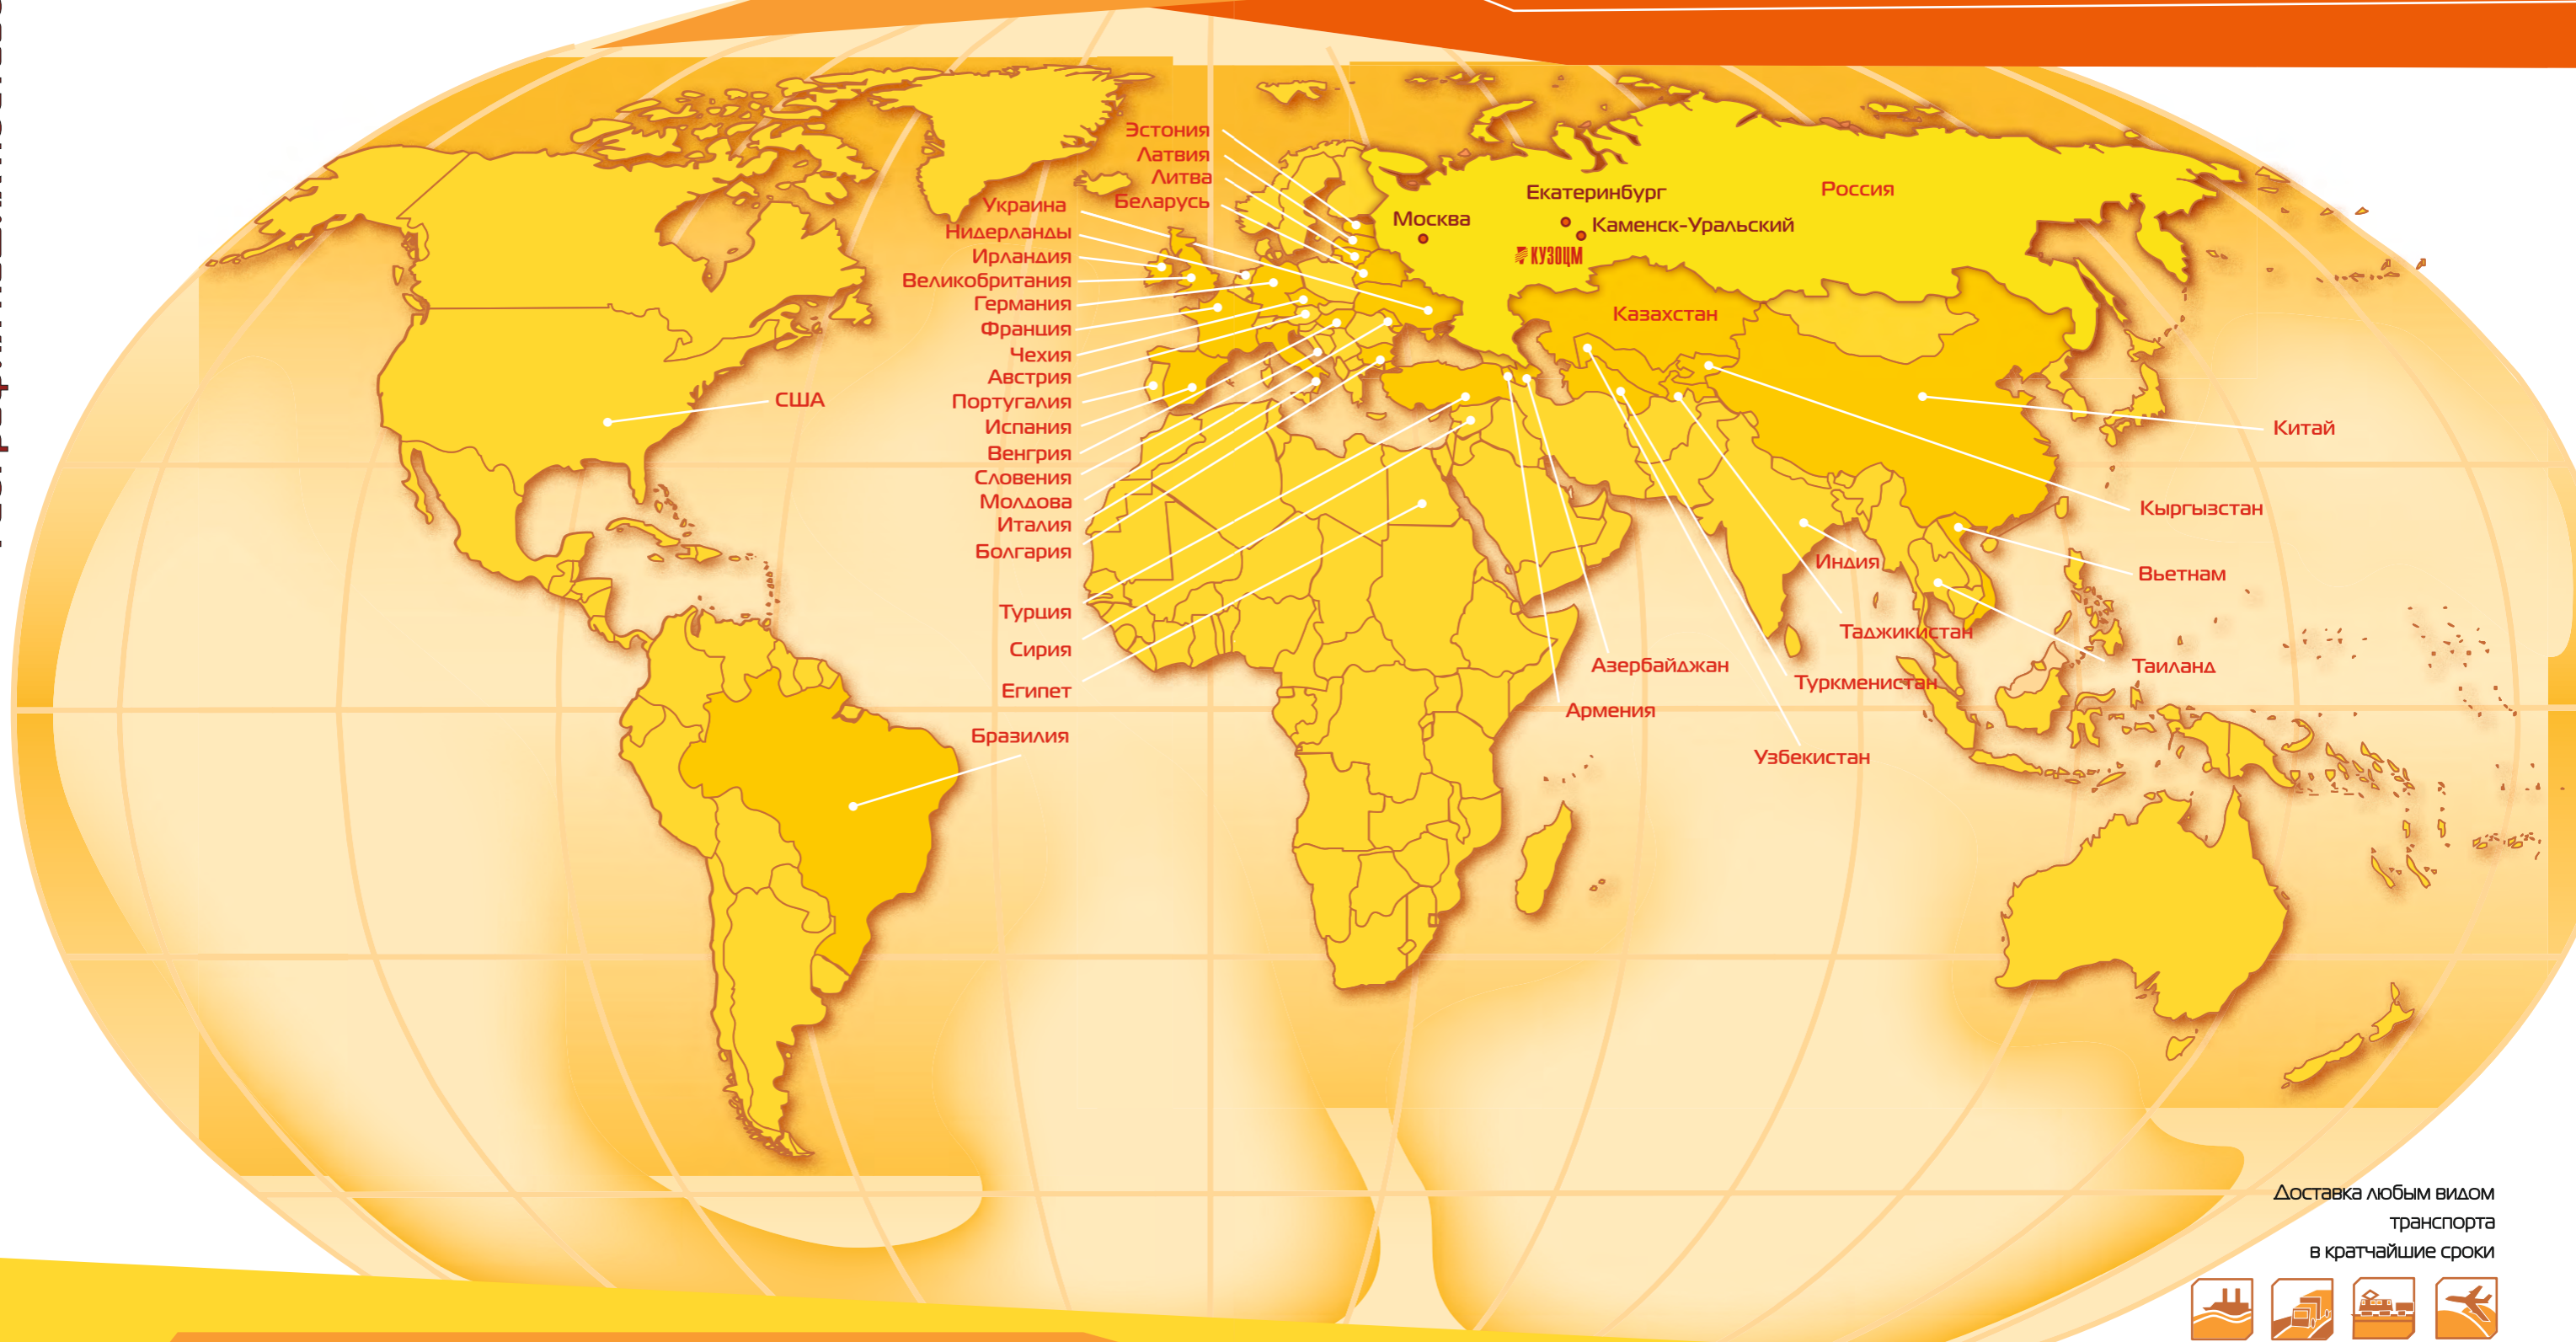 Эстония
Латвия
Литва
Беларусь
Украина
Нидерланды
Ирландия
Великобритания
Германия
Франция
Чехия
Австрия
Португалия
Испания
Венгрия
Словения
Молдова
Италия
Болгария
Турция
Сирия
Египет
Бразилия
США
Екатеринбург
Россия
Москва
Каменск-Уральский
КУЗОЦМ
Казахстан
Китай
Кыргызстан
Вьетнам
Индия
Таджикистан
Таиланд
Азербайджан
Туркменистан
Армения
Узбекистан
Доставка любым видом
транспорта
в кратчайшие сроки